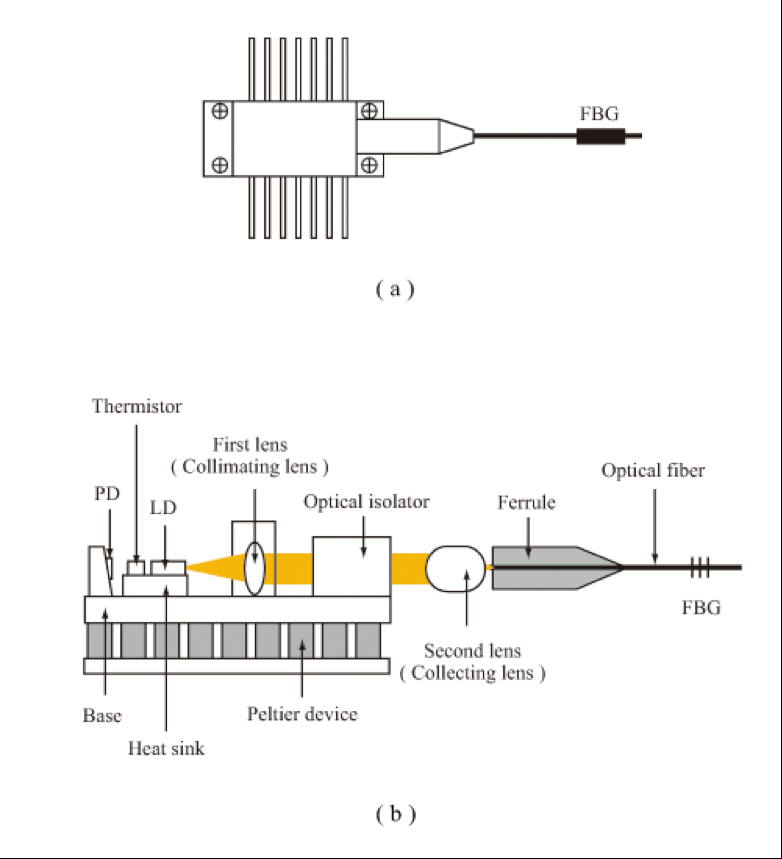 FBG
( a )
Thermistor
First lens
( Collimating lens )
PD
LD
Optical isolator
Ferrule
Optical fiber
FBG
Second lens
( Collecting lens )
Base
Peltier device
Heat sink
( b )